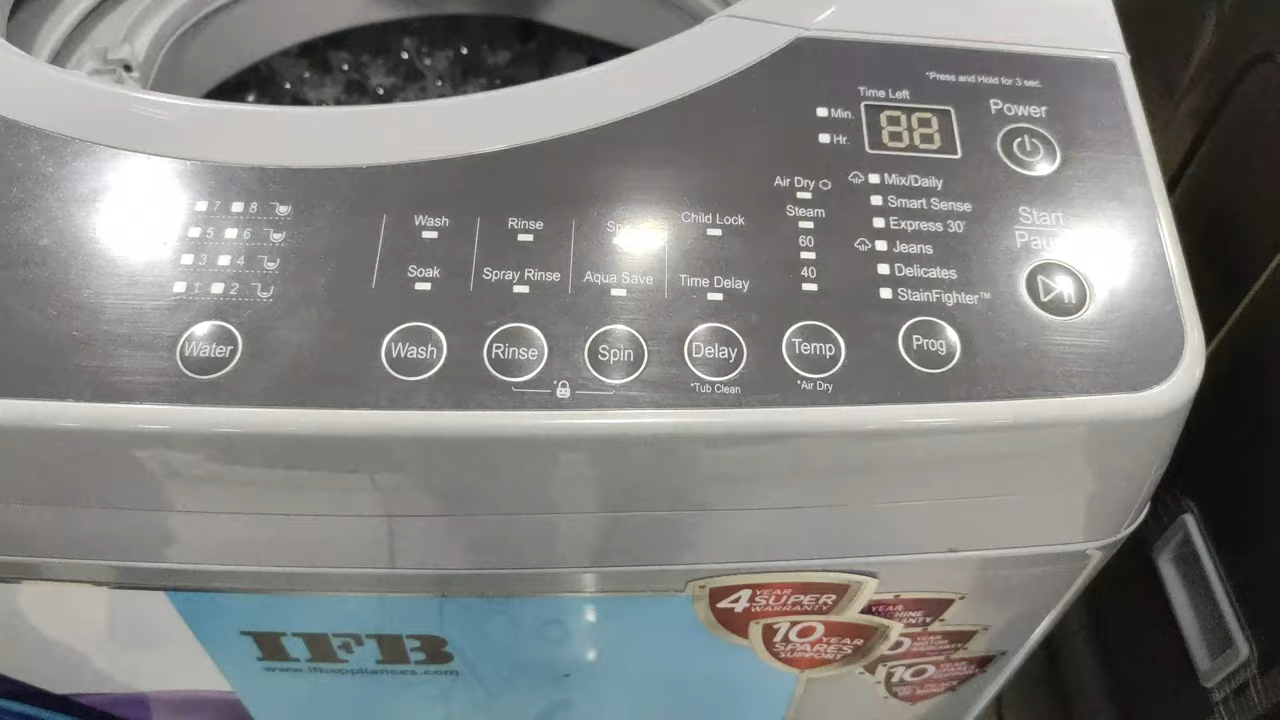 *Press and Hold for 3 sec.
Time Left
Min.
Hr.
88
Power
Air Dry
Steam
60
40
Mix/Daily
Smart Sense
Express 30'
Jeans
Delicates
StainFighter™
Start
7 8
5 6
3 4
1 2
Wash
Soak
Rinse
Spray Rinse
Aqua Save
Child Lock
Time Delay
Water
Wash
Rinse
Spin
Delay
Temp
Prog
*Tub Clean
*Air Dry
IFB
www.ifbappliances.com
4 YEAR
SUPER
WARRANTY
10 YEAR
SPARES
SUPPORT
YEAR
YEAR
10 YEAR